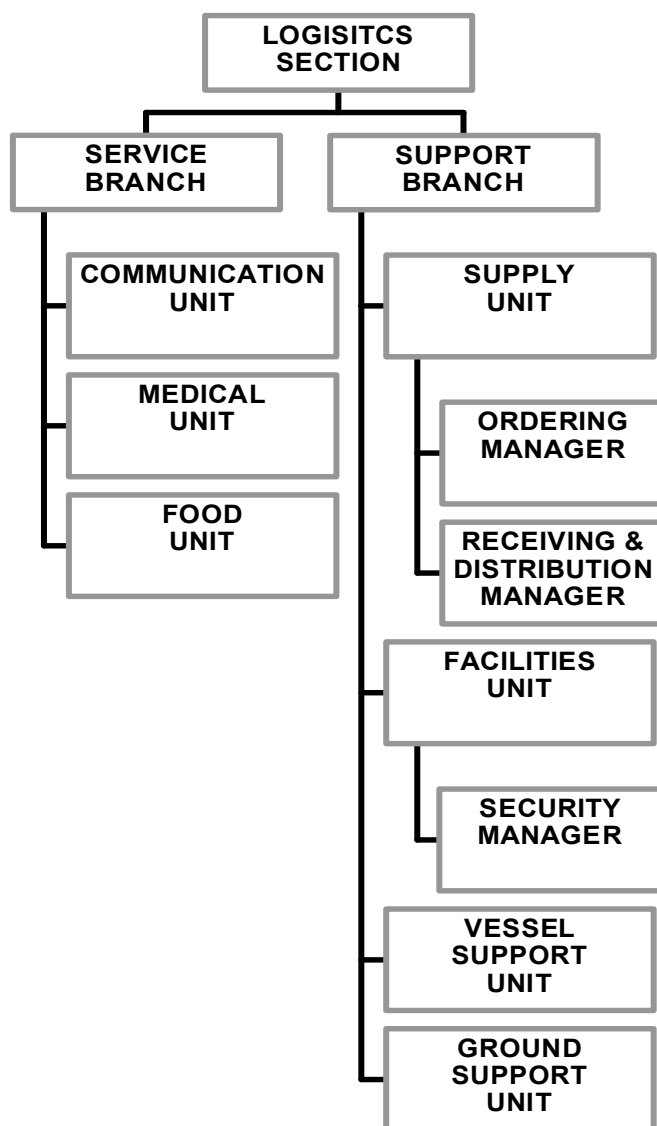 LOGISITCS
SECTION
SERVICE
BRANCH
SUPPORT
BRANCH
COMMUNICATION
UNIT
MEDICAL
UNIT
FOOD
UNIT
SUPPLY
UNIT
ORDERING
MANAGER
RECEIVING &
DISTRIBUTION
MANAGER
FACILITIES
UNIT
SECURITY
MANAGER
VESSEL
SUPPORT
UNIT
GROUND
SUPPORT
UNIT